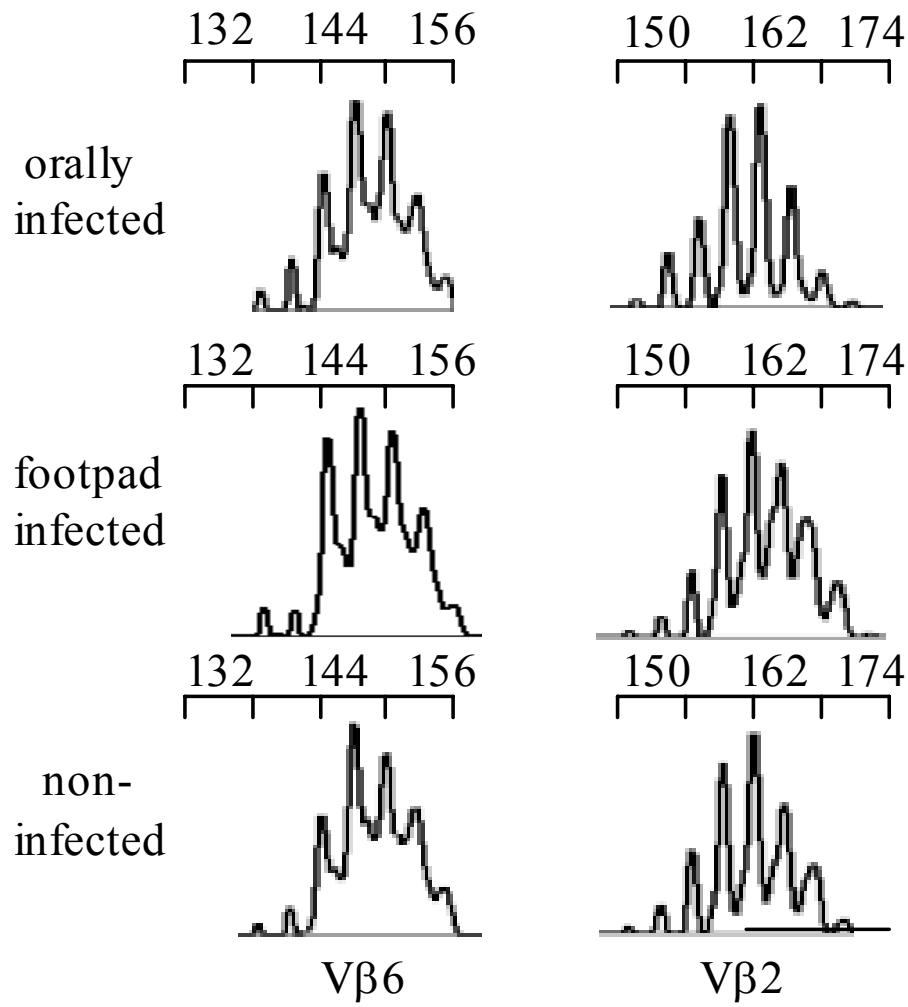 132 144 156
150 162 174
orally
infected
132 144 156
150 162 174
footpad
infected
132 144 156
150 162 174
non-
infected
Vβ6
Vβ2